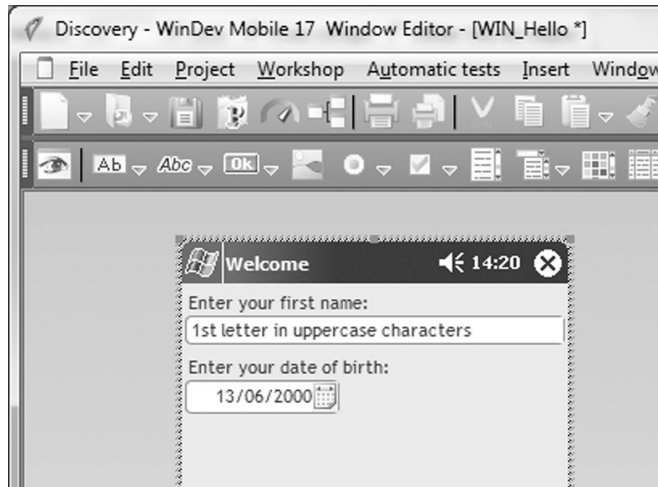 Discovery - WinDev Mobile 17 Window Editor - [WIN_Hello *]
File Edit Project Workshop Automatic tests Insert
Ab Abc Ok
Welcome 14:20
Enter your first name:
1st letter in uppercase characters
Enter your date of birth:
13/06/2000